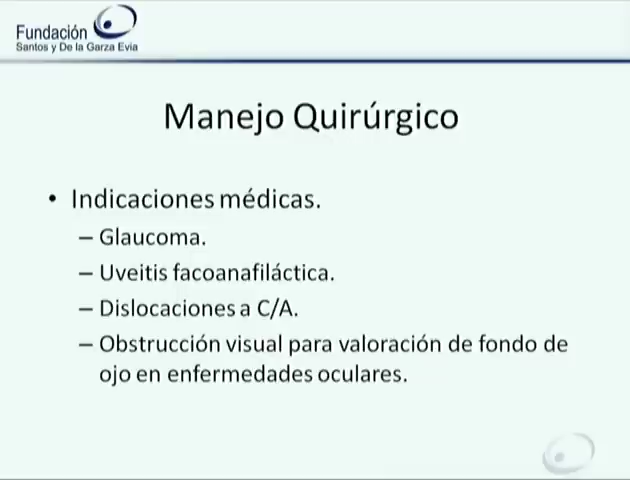 Fundación
Santos y De la Garza Evia
Manejo Quirúrgico
• Indicaciones médicas.
– Glaucoma.
– Uveitis facoanafiláctica.
– Dislocaciones a C/A.
– Obstrucción visual para valoración de fondo de
ojo en enfermedades oculares.